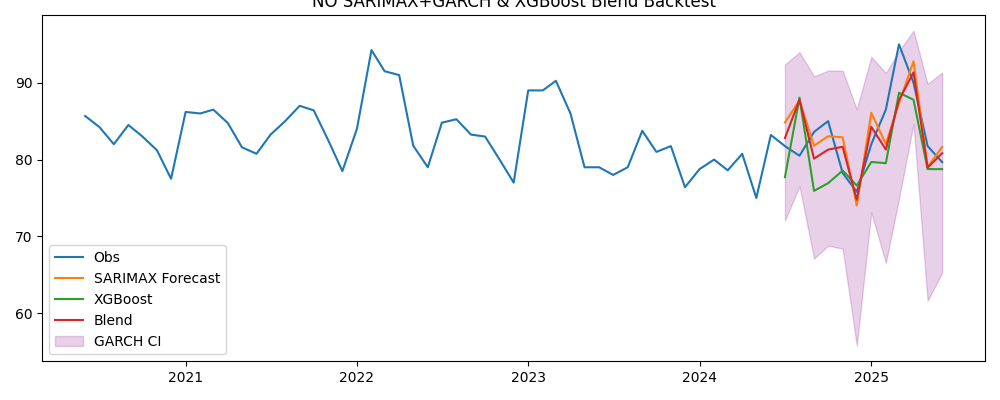 NO SARIMAX+GARCH & XGBoost Blend Backtest
90
80
70
60
Obs
SARIMAX Forecast
XGBoost
Blend
GARCH CI
2021
2022
2023
2024
2025